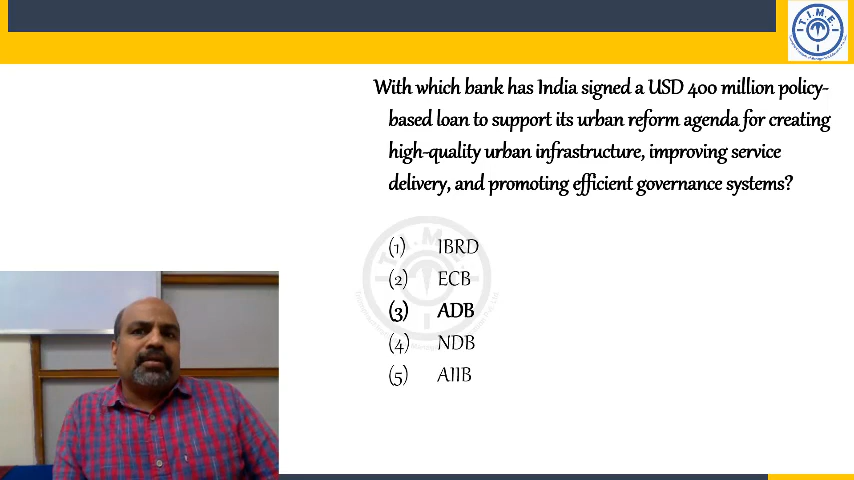 T.I.M.E.
With which bank has India signed a USD 400 million policy-
based loan to support its urban reform agenda for creating
high-quality urban infrastructure, improving service
delivery, and promoting efficient governance systems?
(1) IBRD
(2) ECB
(3) ADB
(4) NDB
(5) AIIB